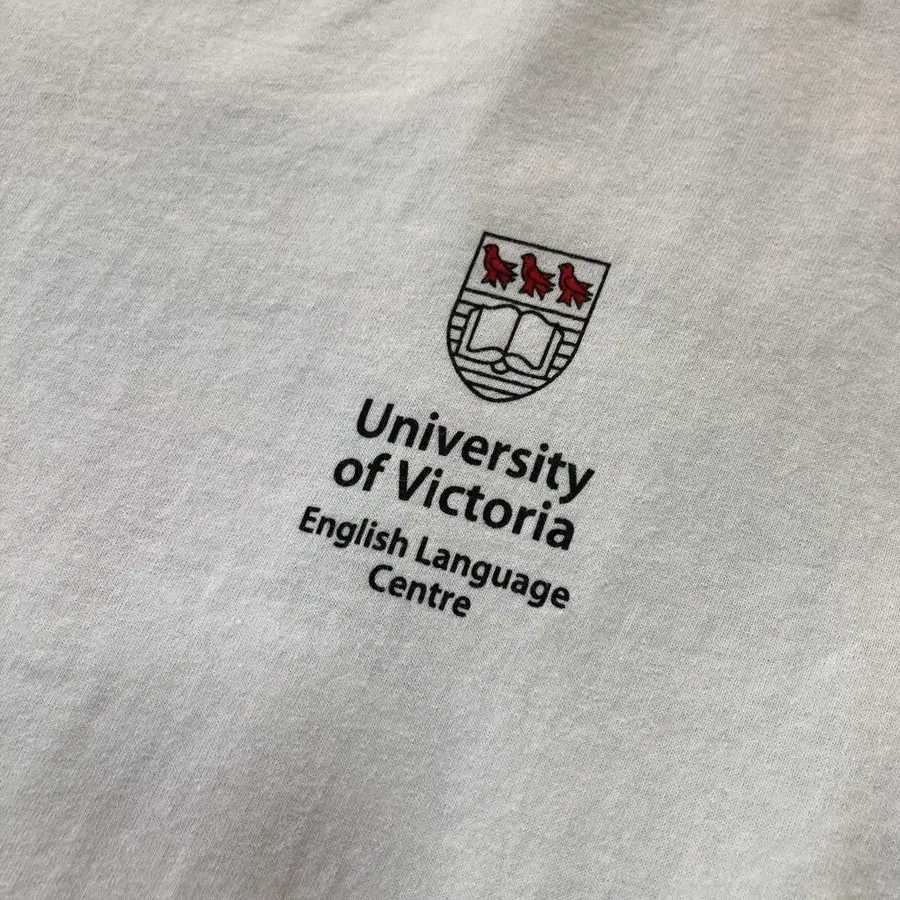 University
of Victoria
English Language
Centre